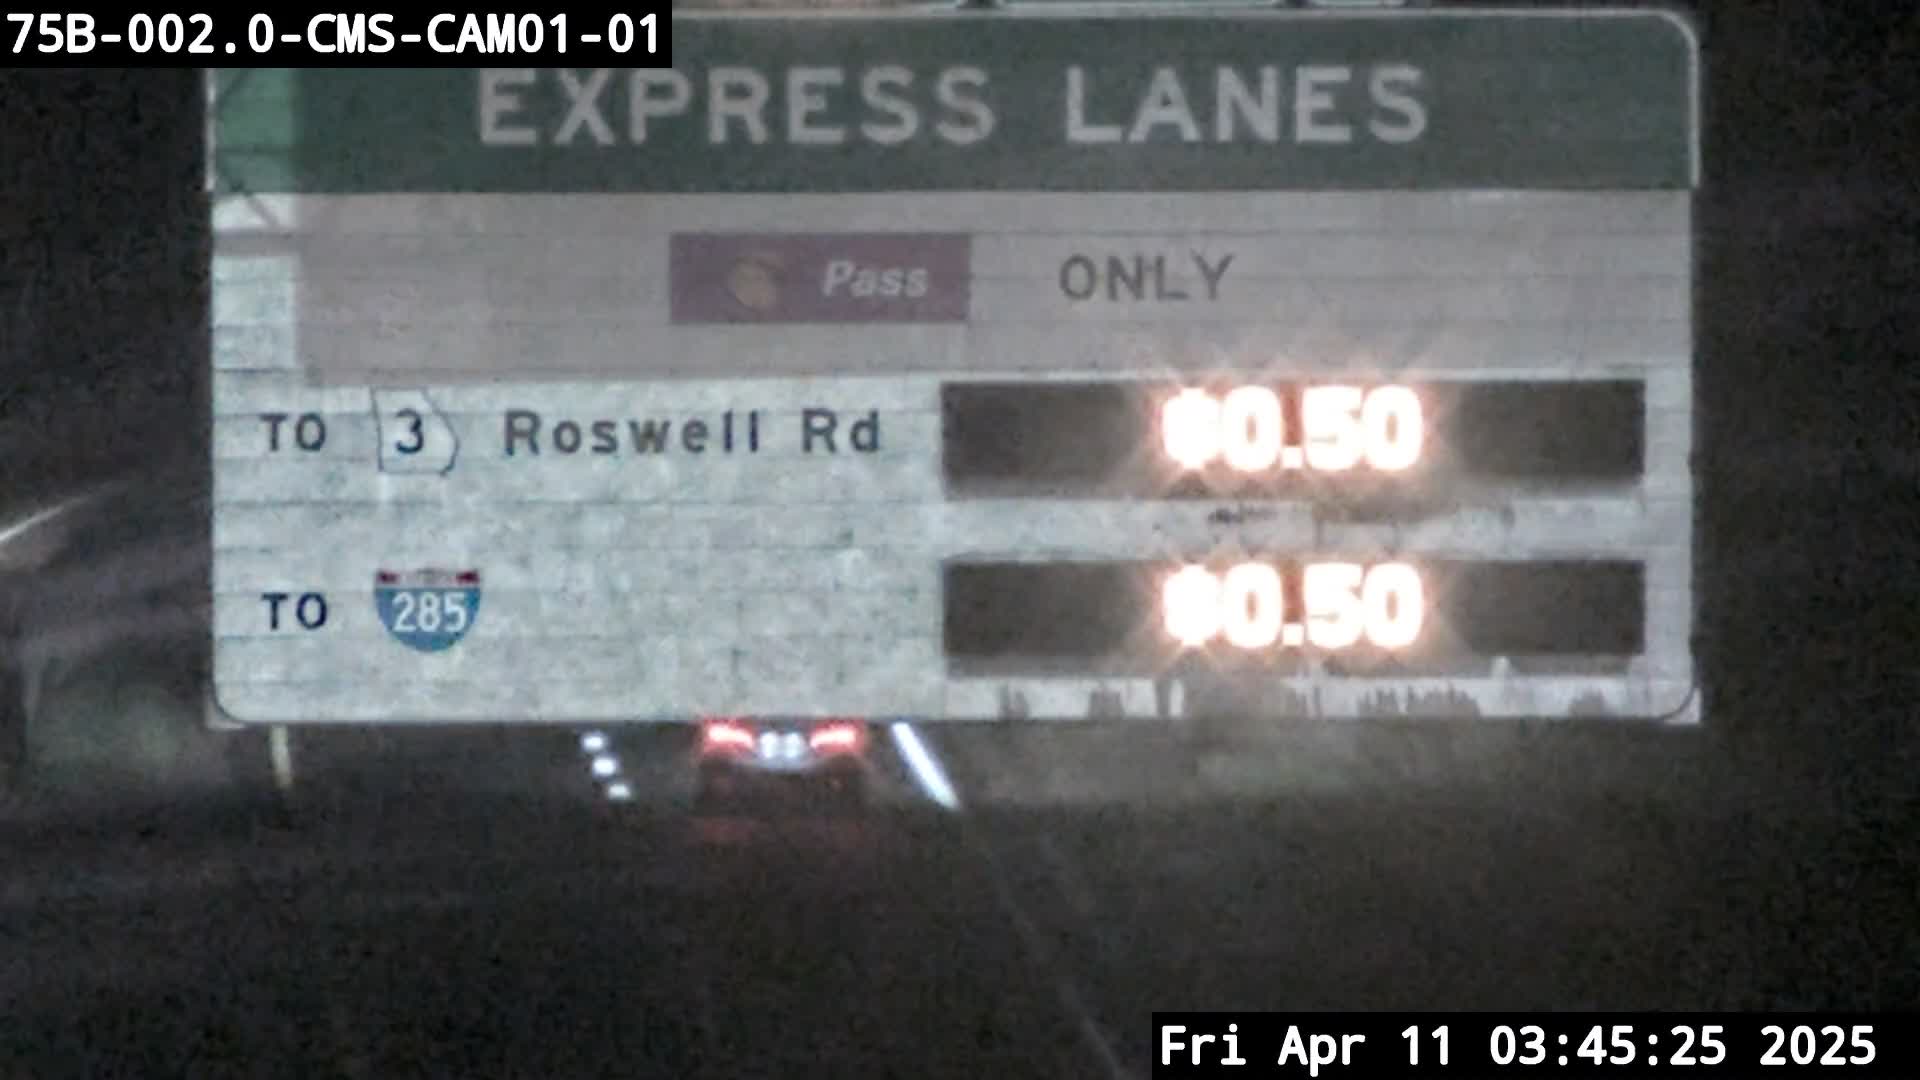 75B-002.0-CMS-CAM01-01
EXPRESS LANES
Pass ONLY
TO 3 Roswell Rd $0.50
TO 285 $0.50
Fri Apr 11 03:45:25 2025